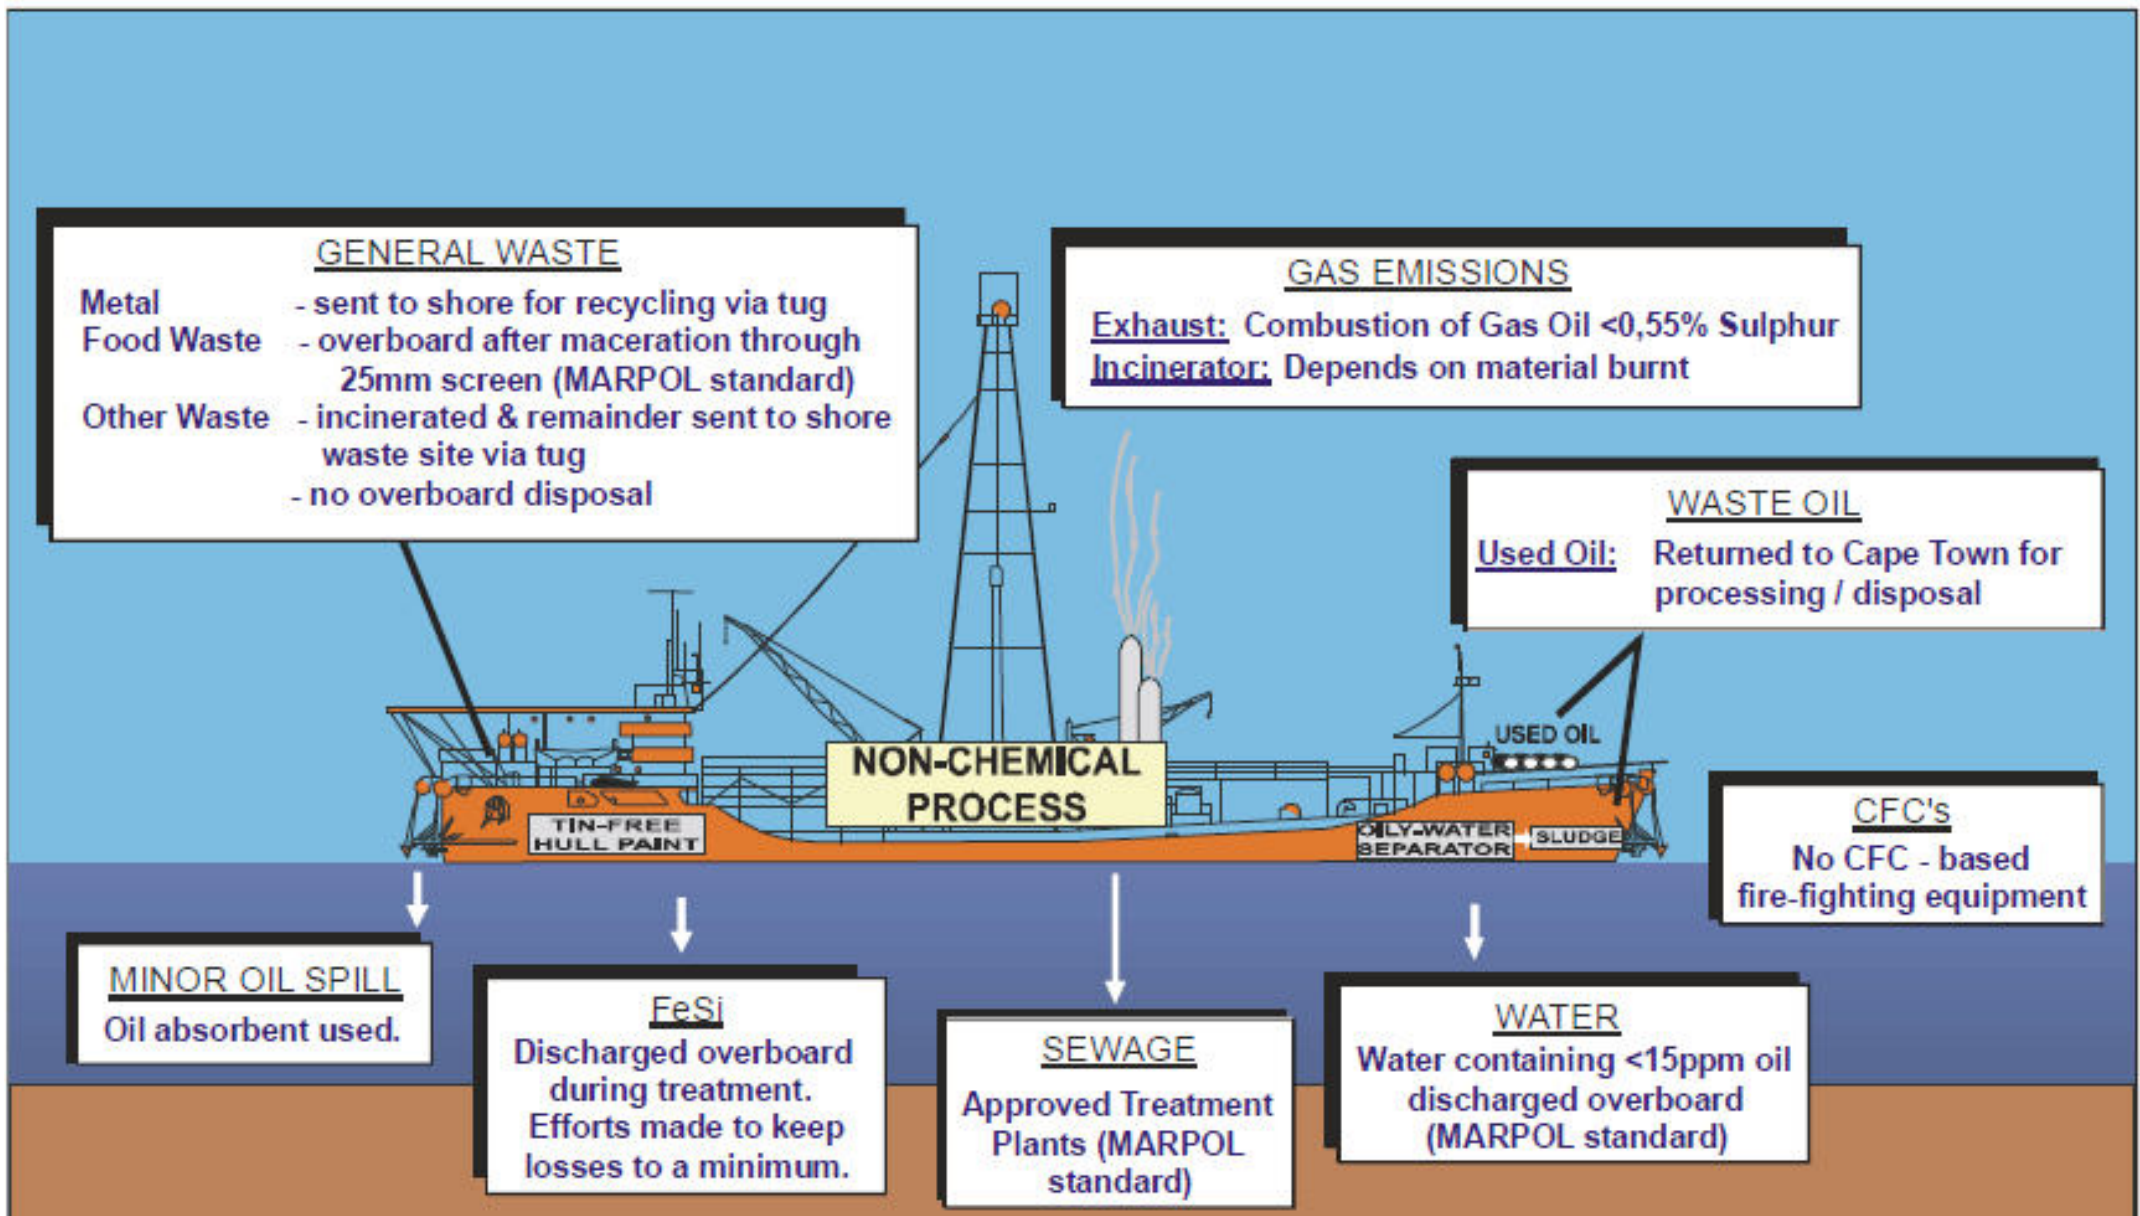 GENERAL WASTE
Metal - sent to shore for recycling via tug
Food Waste - overboard after maceration through
25mm screen (MARPOL standard)
Other Waste - incinerated & remainder sent to shore
waste site via tug
- no overboard disposal
GAS EMISSIONS
Exhaust: Combustion of Gas Oil <0,55% Sulphur
Incinerator: Depends on material burnt
WASTE OIL
Used Oil: Returned to Cape Town for
processing / disposal
USED OIL
NON-CHEMICAL
PROCESS
TIN-FREE
HULL PAINT
OILY-WATER
SEPARATOR
SLUDGE
CFC's
No CFC - based
fire-fighting equipment
MINOR OIL SPILL
Oil absorbent used.
FeSi
Discharged overboard
during treatment.
Efforts made to keep
losses to a minimum.
SEWAGE
Approved Treatment
Plants (MARPOL
standard)
WATER
Water containing <15ppm oil
discharged overboard
(MARPOL standard)